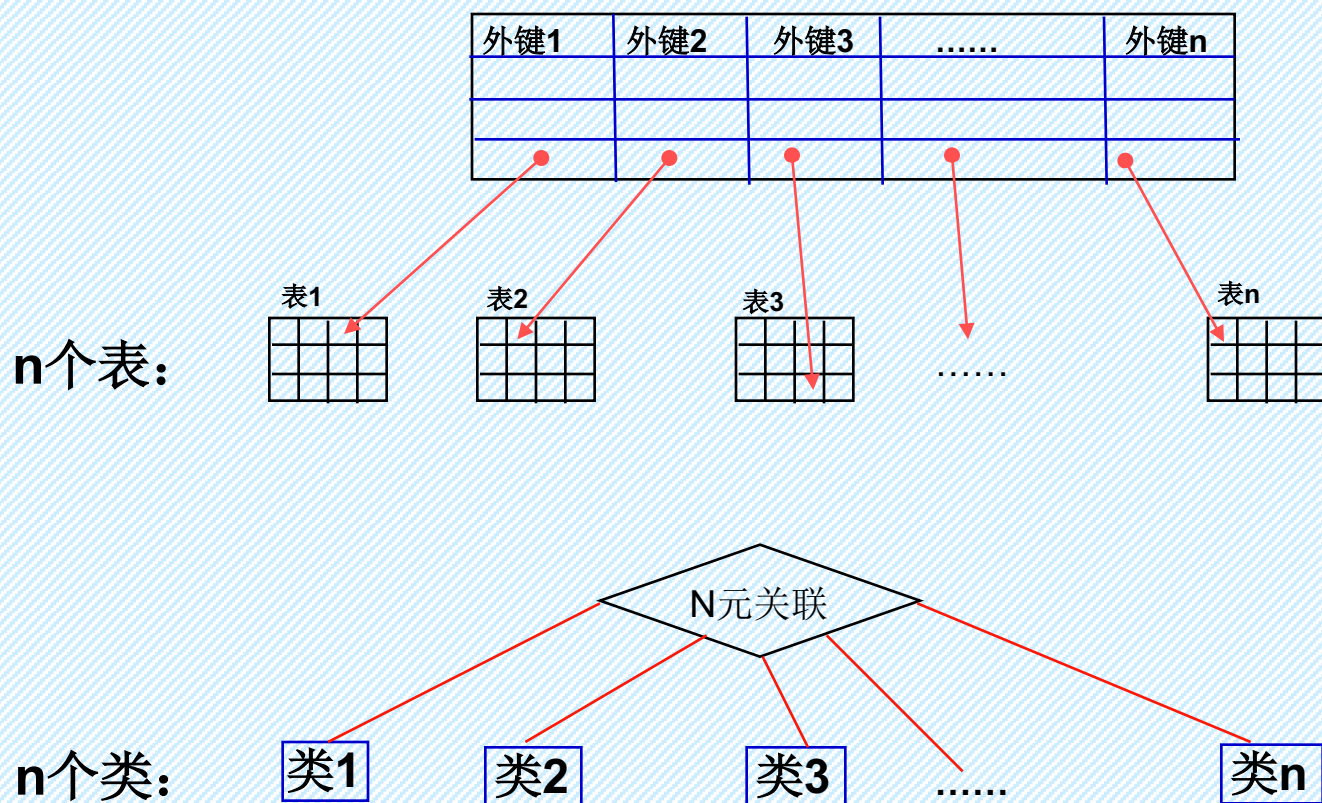 外键1 外键2 外键3 …… 外键n
表1 表2 表3 表n
n个表： ……
N元关联
n个类： 类1 类2 类3 …… 类n